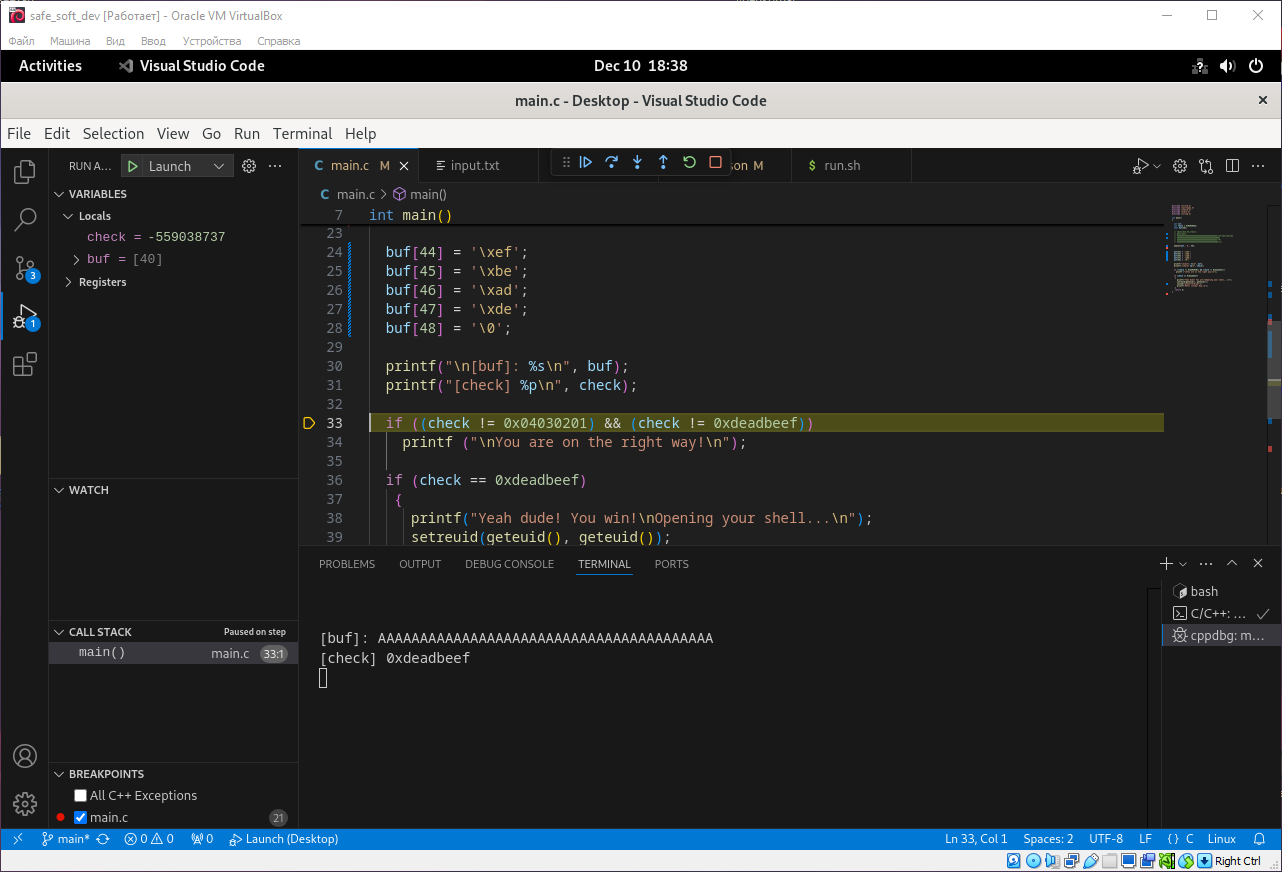 safe_soft_dev [Работает] - Oracle VM VirtualBox
Файл Машина Вид Ввод Устройства Справка
Activities Visual Studio Code Dec 10 18:38
main.c - Desktop - Visual Studio Code
File Edit Selection View Go Run Terminal Help
RUN A... Launch
main.c M input.txt son M run.sh
main.c > main()
VARIABLES
Locals
check = -559038737
buf = [40]
Registers
WATCH
CALL STACK Paused on step
main() main.c 33:1
BREAKPOINTS
All C++ Exceptions
main.c 21
3
1
7 int main()
23
24 buf[44] = '\xef';
25 buf[45] = '\xbe';
26 buf[46] = '\xad';
27 buf[47] = '\xde';
28 buf[48] = '\0';
29
30 printf("\n[buf]: %s\n", buf);
31 printf("[check] %p\n", check);
32
33 if ((check != 0x04030201) && (check != 0xdeadbeef))
34 printf ("\nYou are on the right way!\n");
35
36 if (check == 0xdeadbeef)
37 {
38 printf("Yeah dude! You win!\nOpening your shell...\n");
39 setreuid(geteuid(), geteuid());
PROBLEMS OUTPUT DEBUG CONSOLE TERMINAL PORTS
[buf]: AAAAAAAAAAAAAAAAAAAAAAAAAAAAAAAAAAAAAAAA
[check] 0xdeadbeef
bash
C/C++: ...
cppdbg: m...
main* 0 0 0 Launch (Desktop) Ln 33, Col 1 Spaces: 2 UTF-8 LF {} C Linux
Right Ctrl